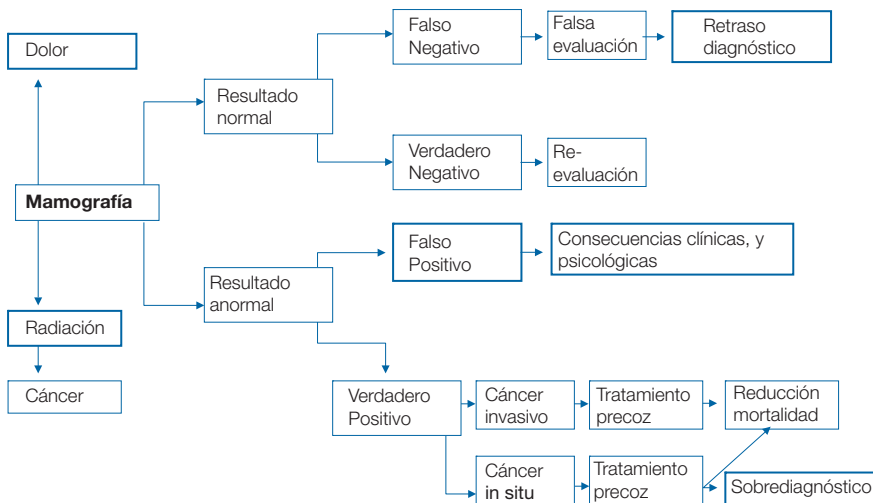 Dolor
Mamografía
Radiación
Cáncer
Resultado
normal
Falso
Negativo
Falsa
evaluación
Retraso
diagnóstico
Verdadero
Negativo
Re-
evaluación
Resultado
anormal
Falso
Positivo
Consecuencias clínicas, y
psicológicas
Verdadero
Positivo
Cáncer
invasivo
Tratamiento
precoz
Reducción
mortalidad
Cáncer
in situ
Tratamiento
precoz
Sobrediagnóstico